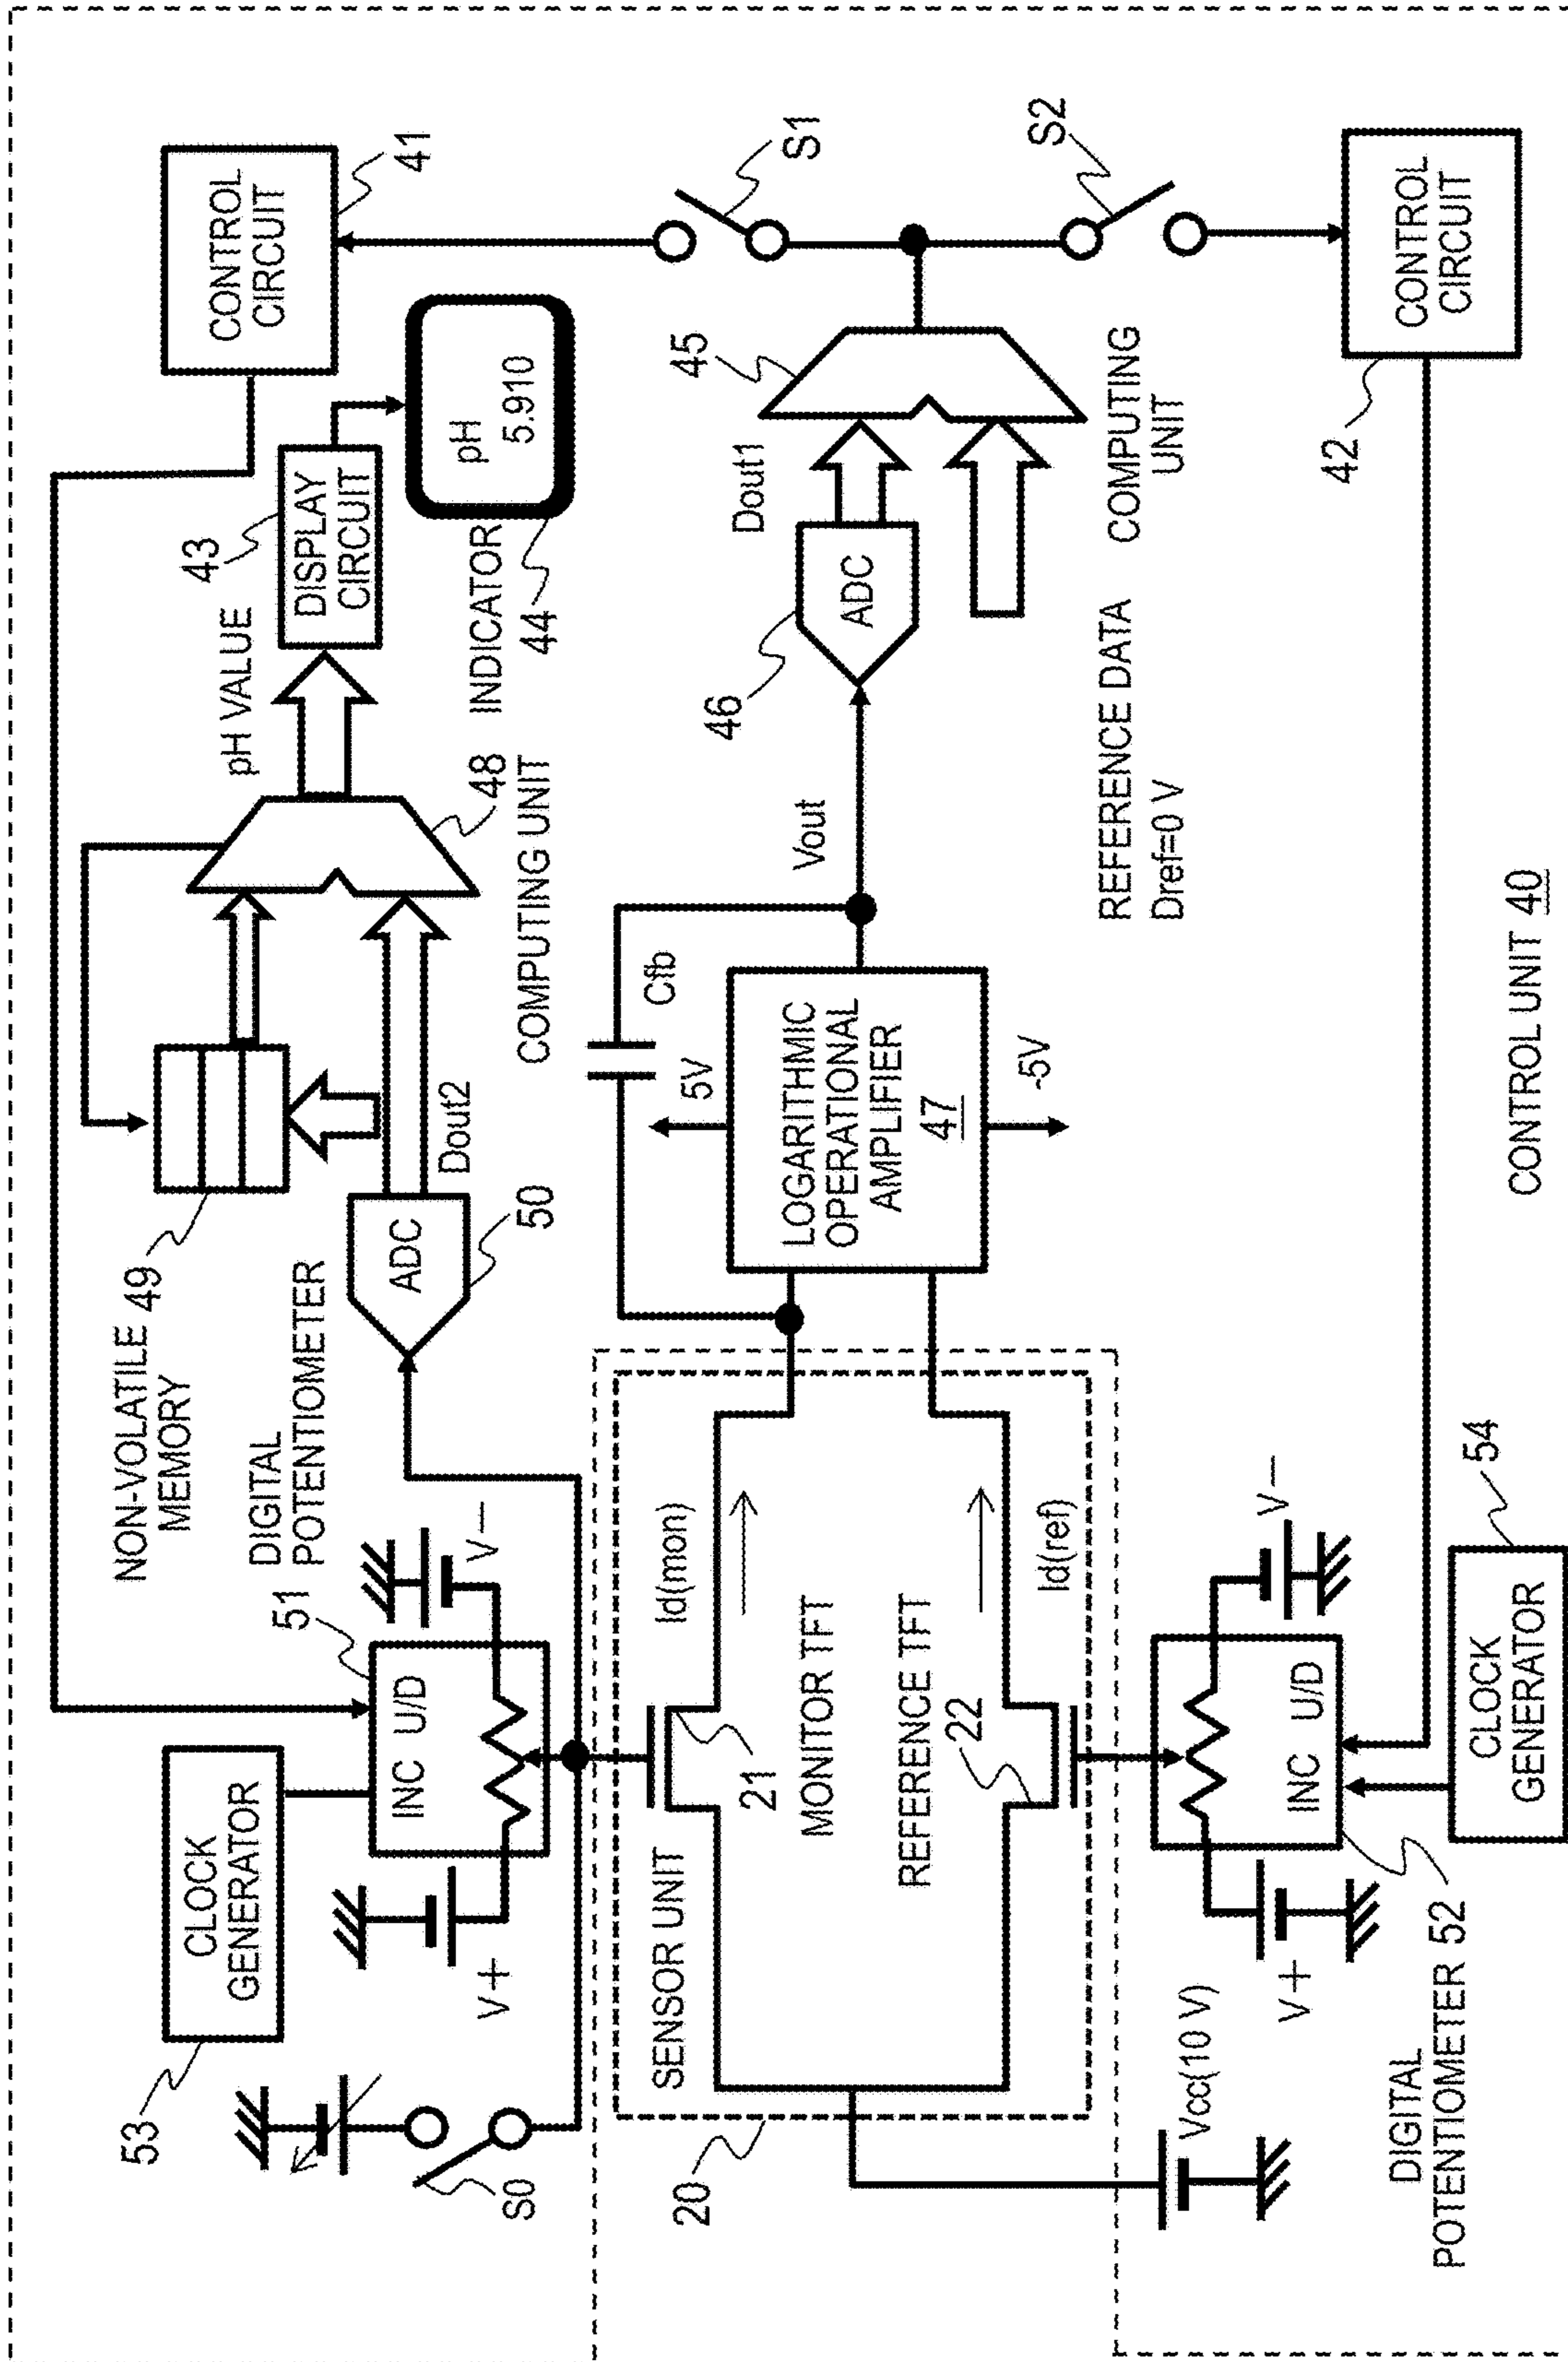 53
CLOCK
GENERATOR
S0
V+
INC U/D
51
V−
DIGITAL
POTENTIOMETER
NON-VOLATILE
MEMORY
49
ADC
50
Dout2
COMPUTING UNIT
48
pH VALUE
43
DISPLAY
CIRCUIT
INDICATOR
44
pH
5.910
CONTROL
CIRCUIT
41
20
SENSOR UNIT
21
MONITOR TFT
Id(mon)
REFERENCE TFT
22
Id(ref)
Cfb
5V
LOGARITHMIC
OPERATIONAL
AMPLIFIER
47
-5V
Vout
46
ADC
Dout1
45
REFERENCE DATA
Dref=0 V
COMPUTING
UNIT
S1
S2
Vcc(10 V)
V+
INC U/D
V−
DIGITAL
POTENTIOMETER 52
CLOCK
GENERATOR
54
42
CONTROL
CIRCUIT
CONTROL UNIT 40